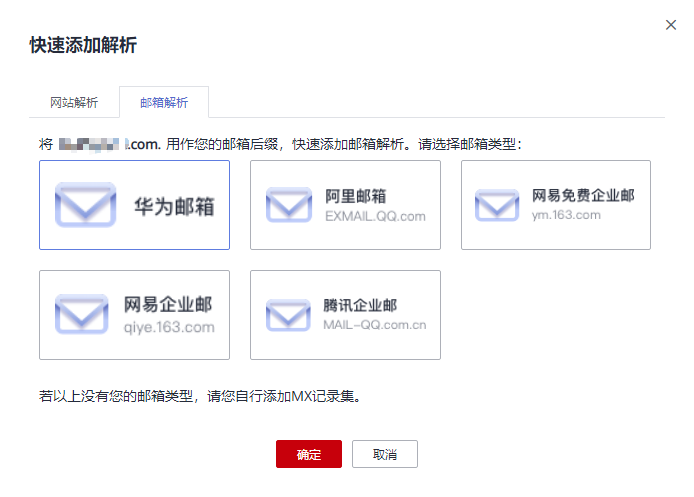 快速添加解析
网站解析
邮箱解析
将 .com. 用作您的邮箱后缀，快速添加邮箱解析。请选择邮箱类型：
华为邮箱
阿里邮箱
EXMAIL.QQ.com
网易免费企业邮
ym.163.com
网易企业邮
qiye.163.com
腾讯企业邮
MAIL-QQ.com.cn
若以上没有您的邮箱类型，请您自行添加MX记录集。
确定
取消